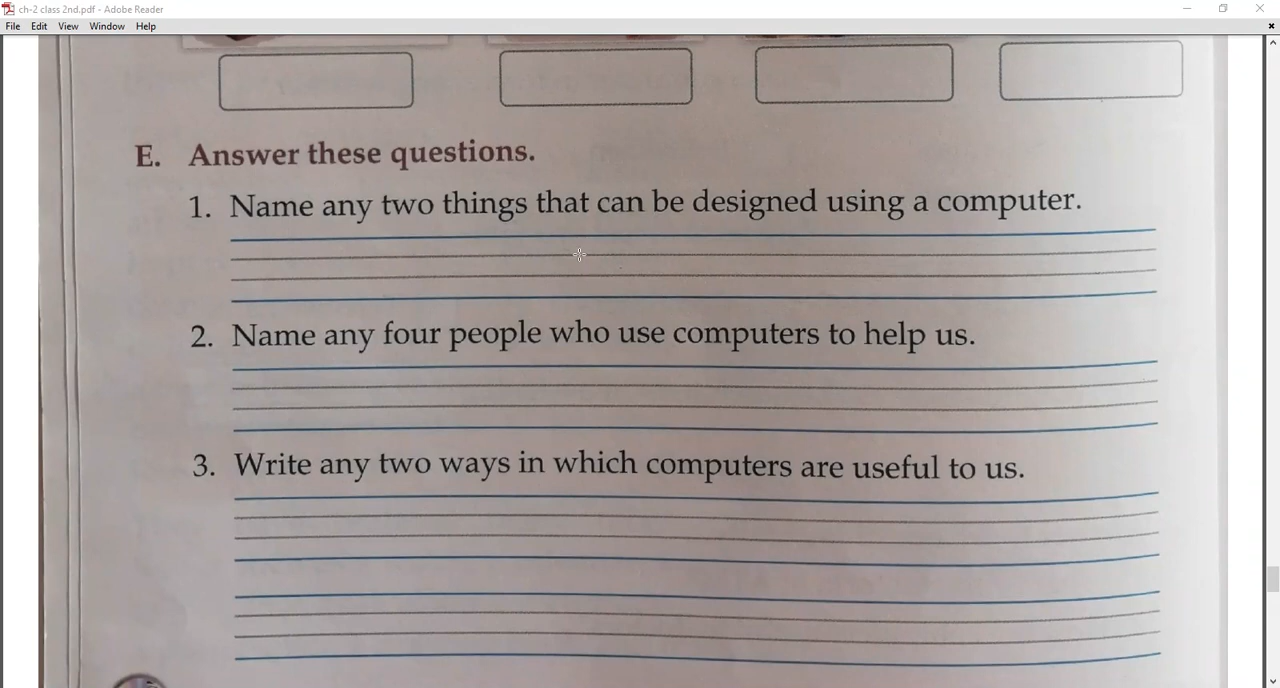 ch-2 class 2nd.pdf - Adobe Reader
File Edit View Window Help
E. Answer these questions.
1. Name any two things that can be designed using a computer.
2. Name any four people who use computers to help us.
3. Write any two ways in which computers are useful to us.